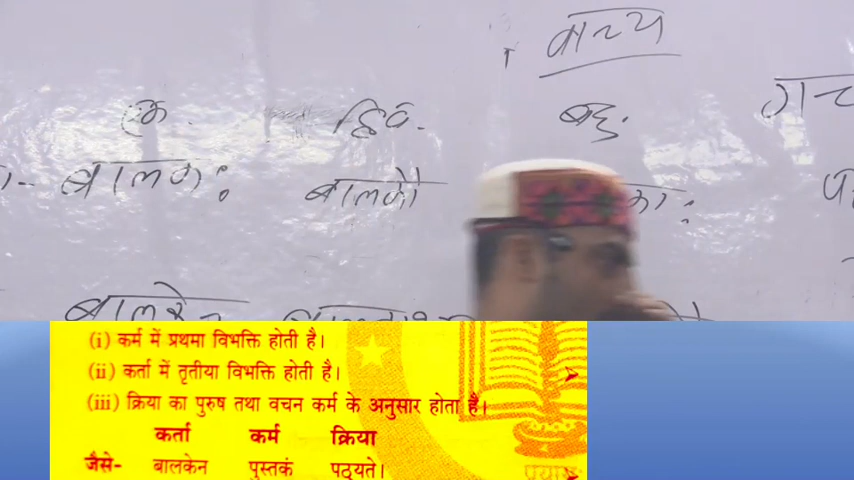 वाच्य
एक. द्विव. बहु.
बालकः बालकौ काः
(i) कर्म में प्रथमा विभक्ति होती है।
(ii) कर्ता में तृतीया विभक्ति होती है।
(iii) क्रिया का पुरुष तथा वचन कर्म के अनुसार होता है।
कर्ता कर्म क्रिया
जैसे- बालकेन पुस्तकं पठ्यते।